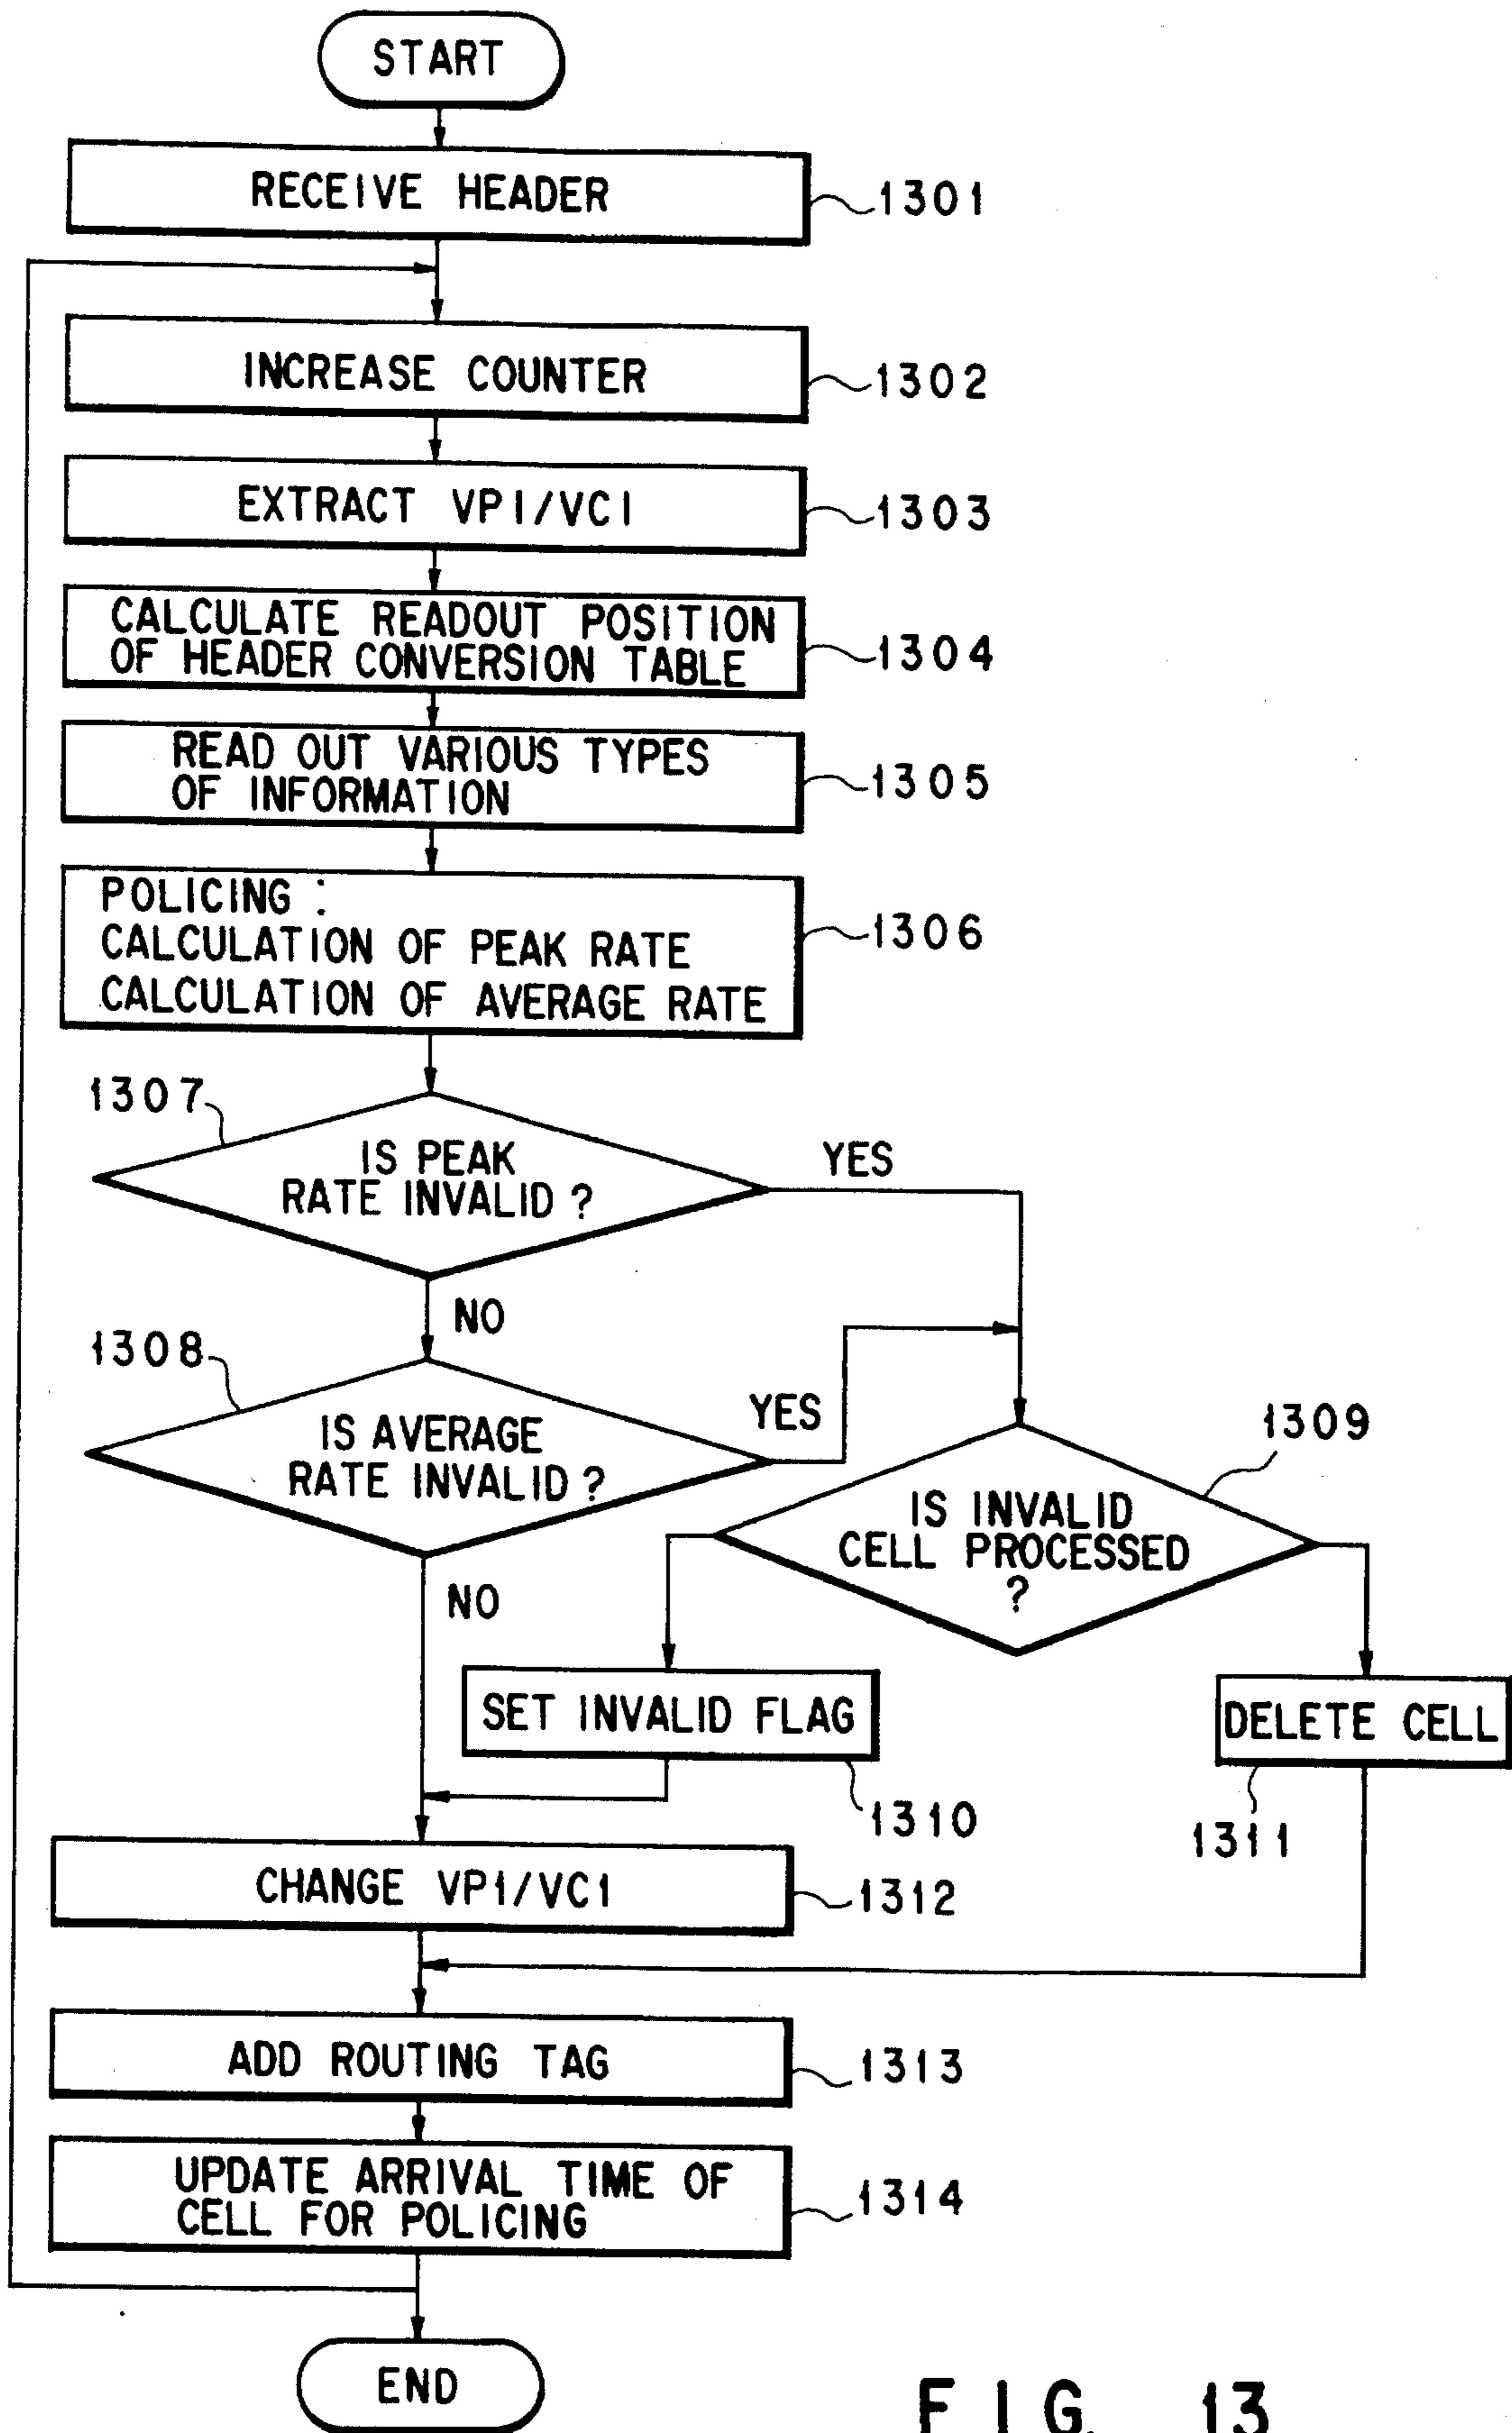 START
RECEIVE HEADER
1301
INCREASE COUNTER
1302
EXTRACT VPI/VCI
1303
CALCULATE READOUT POSITION
OF HEADER CONVERSION TABLE
1304
READ OUT VARIOUS TYPES
OF INFORMATION
1305
POLICING :
CALCULATION OF PEAK RATE
CALCULATION OF AVERAGE RATE
1306
1307
IS PEAK
RATE INVALID ?
YES
NO
1308
IS AVERAGE
RATE INVALID ?
YES
NO
1309
IS INVALID
CELL PROCESSED
?
SET INVALID FLAG
1310
DELETE CELL
1311
CHANGE VPI/VCI
1312
ADD ROUTING TAG
1313
UPDATE ARRIVAL TIME OF
CELL FOR POLICING
1314
END
FIG. 13